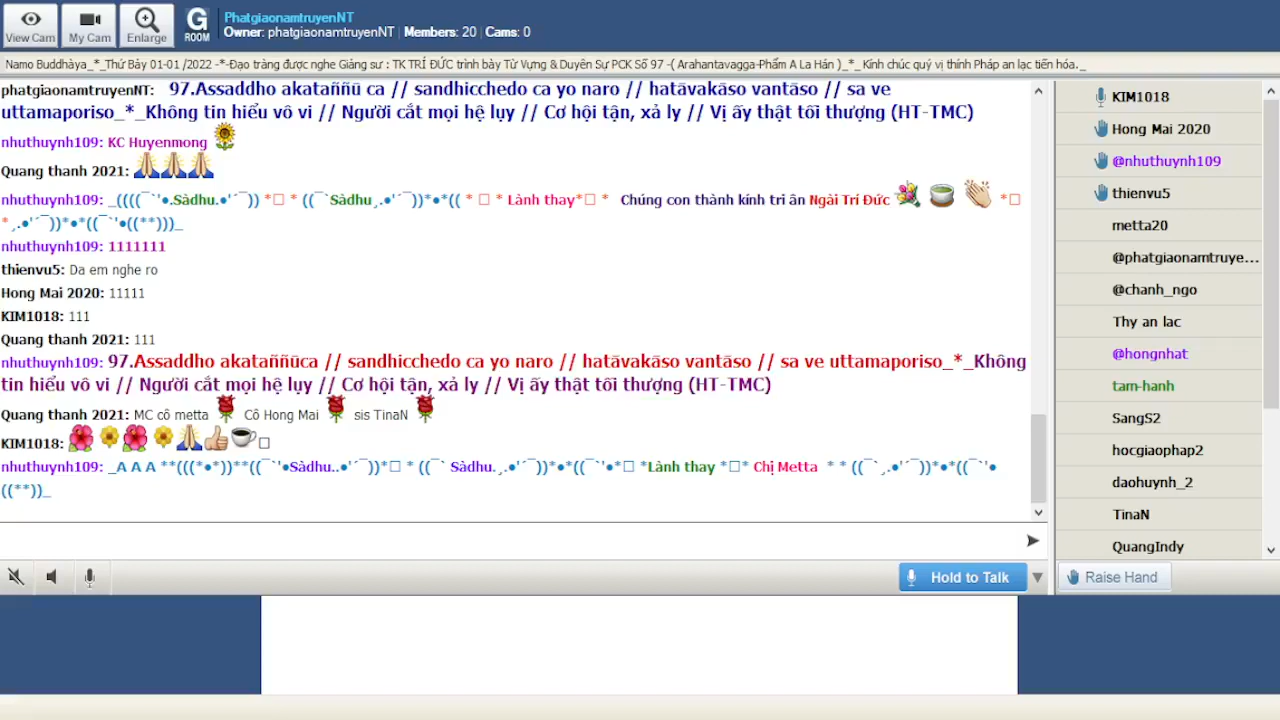 View Cam
My Cam
Enlarge
G ROOM
PhatgiaonamtruyenNT
Owner: phatgiaonamtruyenNT | Members: 20 | Cams: 0
Namo Buddhàya_*_Thứ Bảy 01-01 /2022 -*-Đạo tràng được nghe Giảng sư : TK TRÍ ĐỨC trình bày Từ Vựng & Duyên Sự PCK Số 97 -( Arahantavagga-Phẩm A La Hán )_*_ Kính chúc quý vị thính Pháp an lạc tiến hóa._
phatgiaonamtruyenNT: 97.Assaddho akataññū ca // sandhicchedo ca yo naro // hatāvakāso vantāso // sa ve
uttamaporiso_*_Không tin hiểu vô vi // Người cắt mọi hệ lụy // Cơ hội tận, xả ly // Vị ấy thật tối thượng (HT-TMC)
nhuthuynh109: KC Huyenmong 🌻
Quang thanh 2021: 🙏🙏🙏
nhuthuynh109: _((((¯`'•.Sàdhu.•'´¯)) *□ * ((¯`Sàdhu¸.•'´¯))*•*(( * □ * Lành thay*□ * Chúng con thành kính tri ân Ngài Trí Đức 💐 🍵 👏 *□
*¸.•'´¯))*•*((¯`'•((**)))_
nhuthuynh109: 1111111
thienvu5: Da em nghe ro
Hong Mai 2020: 11111
KIM1018: 111
Quang thanh 2021: 111
nhuthuynh109: 97.Assaddho akataññūca // sandhicchedo ca yo naro // hatāvakāso vantāso // sa ve uttamaporiso_*_Không
tin hiểu vô vi // Người cắt mọi hệ lụy // Cơ hội tận, xả ly // Vị ấy thật tối thượng (HT-TMC)
Quang thanh 2021: MC cô metta 🌹 Cô Hong Mai 🌹 sis TinaN 🌹
KIM1018: 🌺🌼🌺🌼🙏👍☕□
nhuthuynh109: _A A A **(((*•*))**((¯`'•Sàdhu..•'´¯))*□ * ((¯` Sàdhu.¸.•'´¯))*•*((¯`'•*□ *Lành thay *□* Chị Metta * * ((¯`¸.•'´¯))*•*((¯`'•
((**))_
Hold to Talk
KIM1018
Hong Mai 2020
@nhuthuynh109
thienvu5
metta20
@phatgiaonamtruye...
@chanh_ngo
Thy an lac
@hongnhat
tam-hanh
SangS2
hocgiaophap2
daohuynh_2
TinaN
QuangIndy
Raise Hand